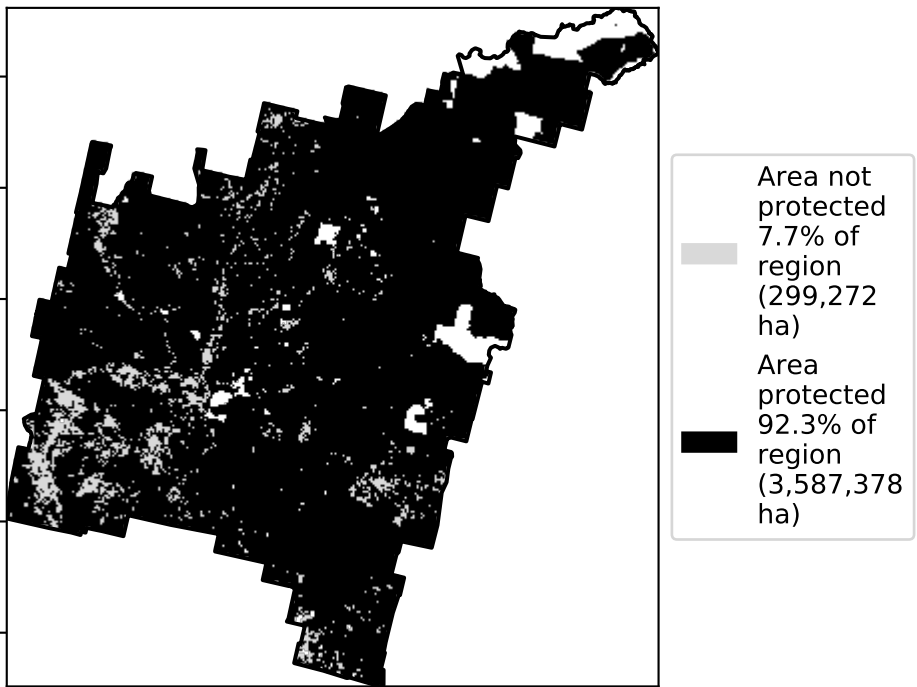 Area not
protected
7.7% of
region
(299,272
ha)
Area
protected
92.3% of
region
(3,587,378
ha)